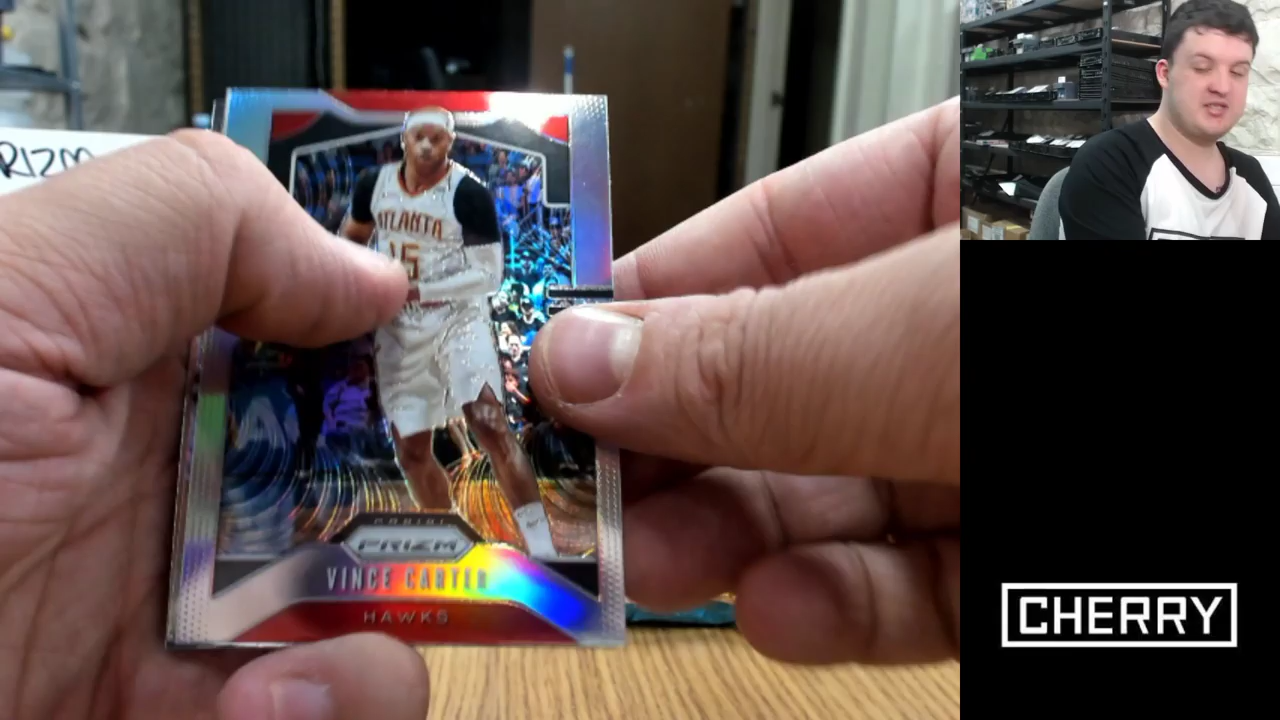 RIZM
ATLANTA
15
PANINI
PRIZM
VINCE CARTER
HAWKS
CHERRY